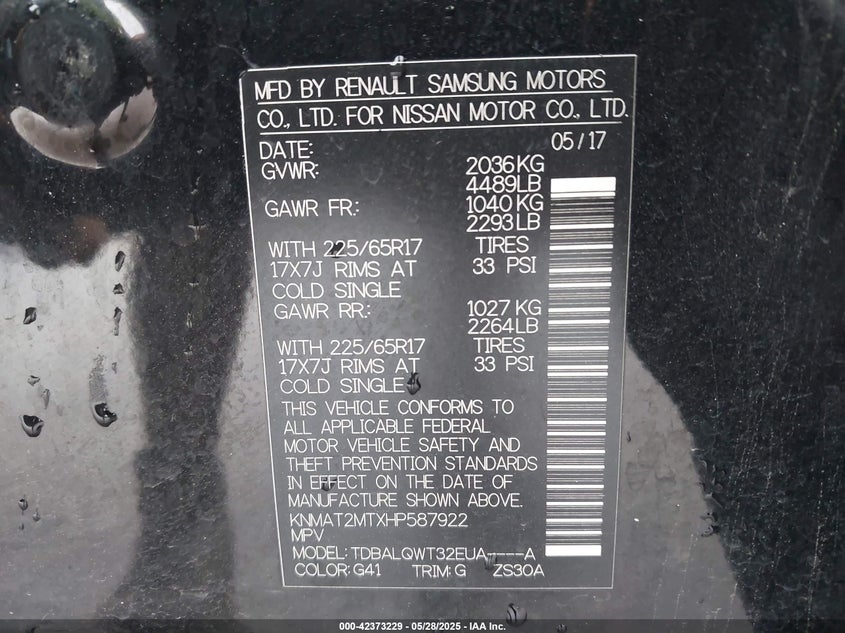 MFD BY RENAULT SAMSUNG MOTORS
CO., LTD. FOR NISSAN MOTOR CO., LTD.
DATE: 05/17
GVWR: 2036KG
4489LB
GAWR FR: 1040KG
2293LB
WITH 225/65R17 TIRES
17X7J RIMS AT 33 PSI
COLD SINGLE
GAWR RR: 1027KG
2264LB
WITH 225/65R17 TIRES
17X7J RIMS AT 33 PSI
COLD SINGLE
THIS VEHICLE CONFORMS TO
ALL APPLICABLE FEDERAL
MOTOR VEHICLE SAFETY AND
THEFT PREVENTION STANDARDS
IN EFFECT ON THE DATE OF
MANUFACTURE SHOWN ABOVE.
KNMAT2MTXHP587922
MPV
MODEL: TDBALQWT32EUA----A
COLOR: G41 TRIM: G ZS30A
000-42373229 - 05/28/2025 - IAA Inc.